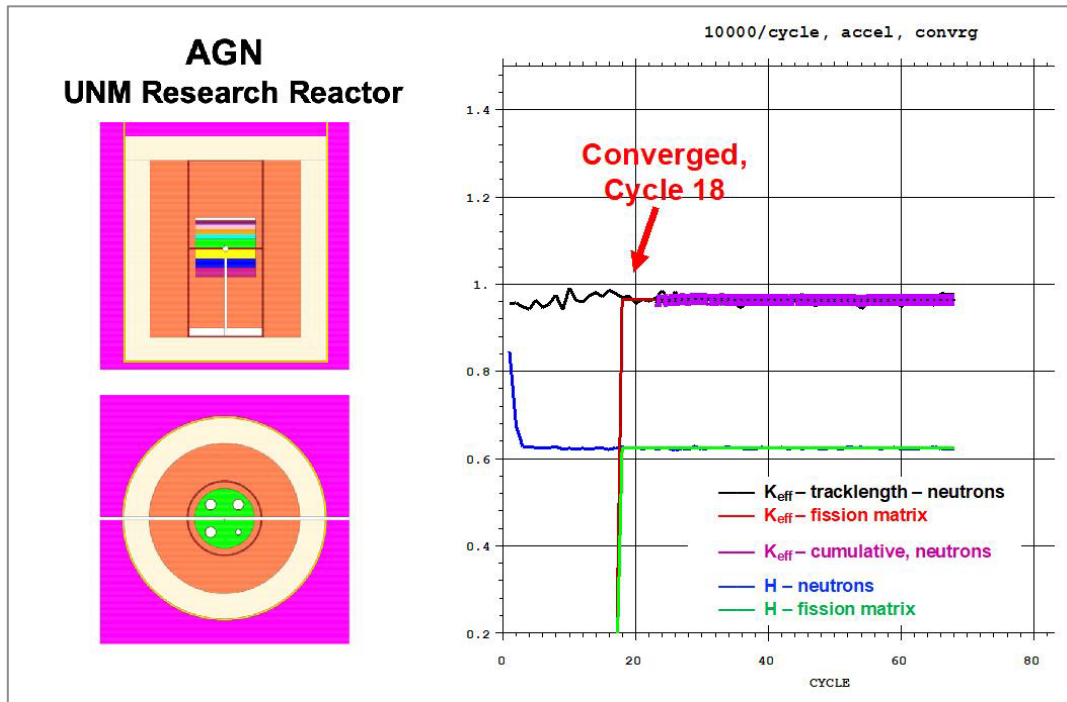 AGN
UNM Research Reactor
10000/cycle, accel, convrg
1.4
1.2
1.
0.8
0.6
0.4
0.2
Converged,
Cycle 18
Keff – tracklength – neutrons
Keff – fission matrix
Keff – cumulative, neutrons
H – neutrons
H – fission matrix
0 20 40 60 80
CYCLE